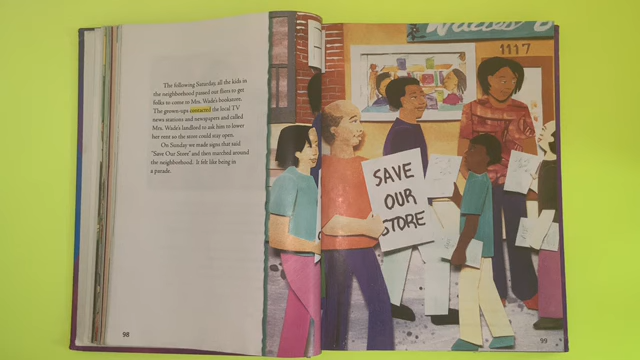 The following Saturday, all the kids in
the neighborhood passed out fliers to get
folks to come to Mrs. Wade's bookstore.
The grown-ups contacted the local TV
news stations and newspapers and called
Mrs. Wade's landlord to ask him to lower
her rent so the store could stay open.
On Sunday we made signs that said
"Save Our Store" and then marched around
the neighborhood. It felt like being in
a parade.
98
1117
SAVE
OUR
STORE
99